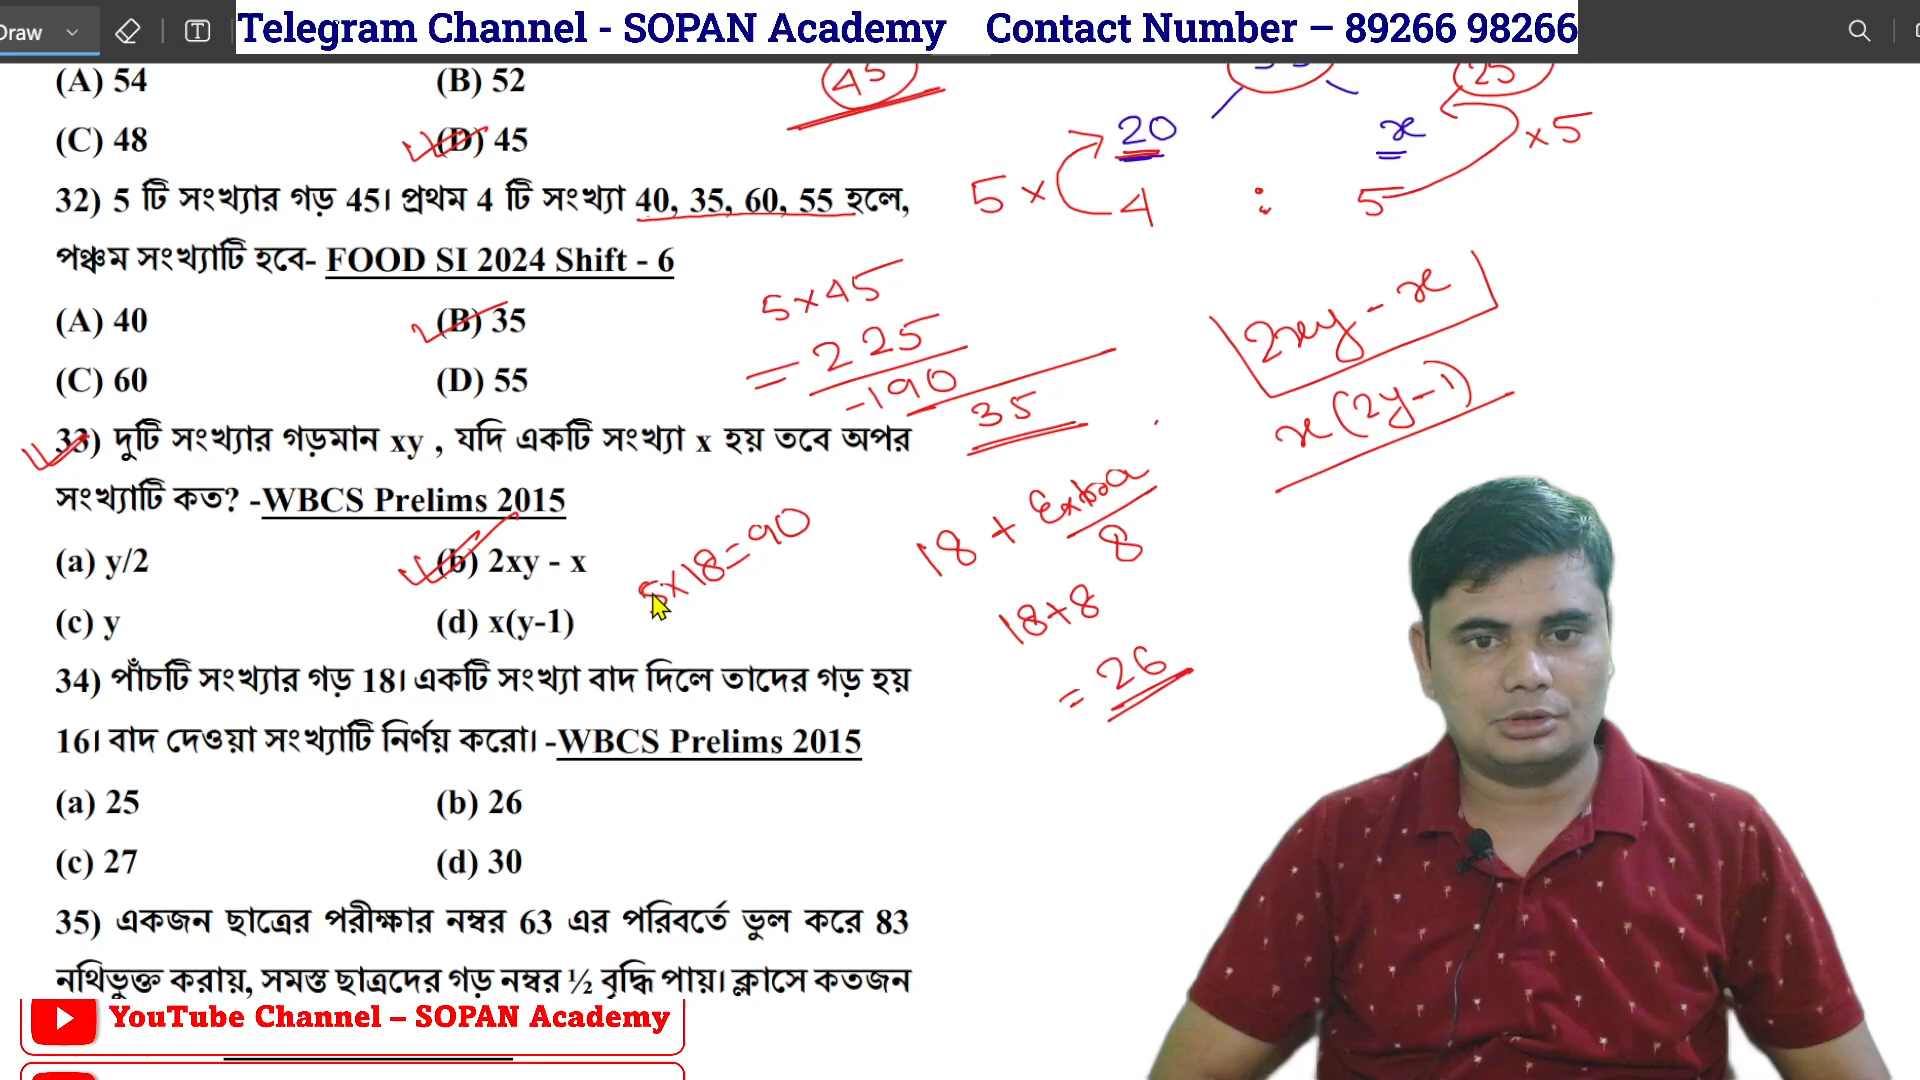 Draw
Telegram Channel - SOPAN Academy Contact Number – 89266 98266
(A) 54 (B) 52
(C) 48 (D) 45
45
25
20 x
5 × 4 : 5 ×5
32) 5 টি সংখ্যার গড় 45। প্রথম 4 টি সংখ্যা 40, 35, 60, 55 হলে,
পঞ্চম সংখ্যাটি হবে- FOOD SI 2024 Shift - 6
(A) 40 (B) 35
(C) 60 (D) 55
5×45
= 225
-190
35
2xy - x
x(2y-1)
33) দুটি সংখ্যার গড়মান xy , যদি একটি সংখ্যা x হয় তবে অপর
সংখ্যাটি কত? -WBCS Prelims 2015
(a) y/2 (b) 2xy - x
(c) y (d) x(y-1)
5×18=90
18 + Extra
8
18+8
= 26
34) পাঁচটি সংখ্যার গড় 18। একটি সংখ্যা বাদ দিলে তাদের গড় হয়
16। বাদ দেওয়া সংখ্যাটি নির্ণয় করো। -WBCS Prelims 2015
(a) 25 (b) 26
(c) 27 (d) 30
35) একজন ছাত্রের পরীক্ষার নম্বর 63 এর পরিবর্তে ভুল করে 83
নথিভুক্ত করায়, সমস্ত ছাত্রদের গড় নম্বর ½ বৃদ্ধি পায়। ক্লাসে কতজন
YouTube Channel – SOPAN Academy